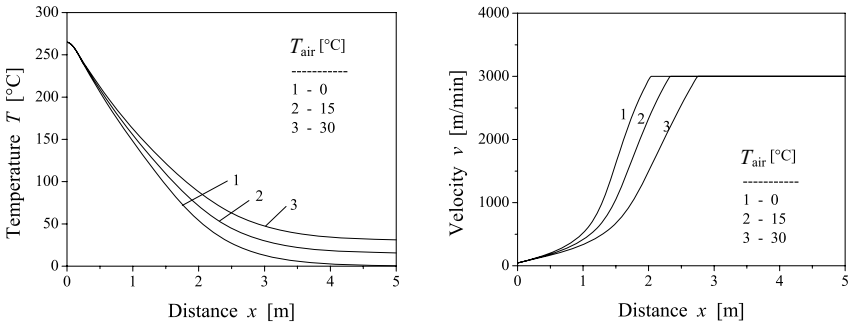 300
250
200
150
100
50
0
Temperature T [°C]
T air [°C]
-----------
1 - 0
2 - 15
3 - 30
1
2
3
0 1 2 3 4 5
Distance x [m]
4000
3000
2000
1000
0
Velocity v [m/min]
1
2
3
T air [°C]
-----------
1 - 0
2 - 15
3 - 30
0 1 2 3 4 5
Distance x [m]